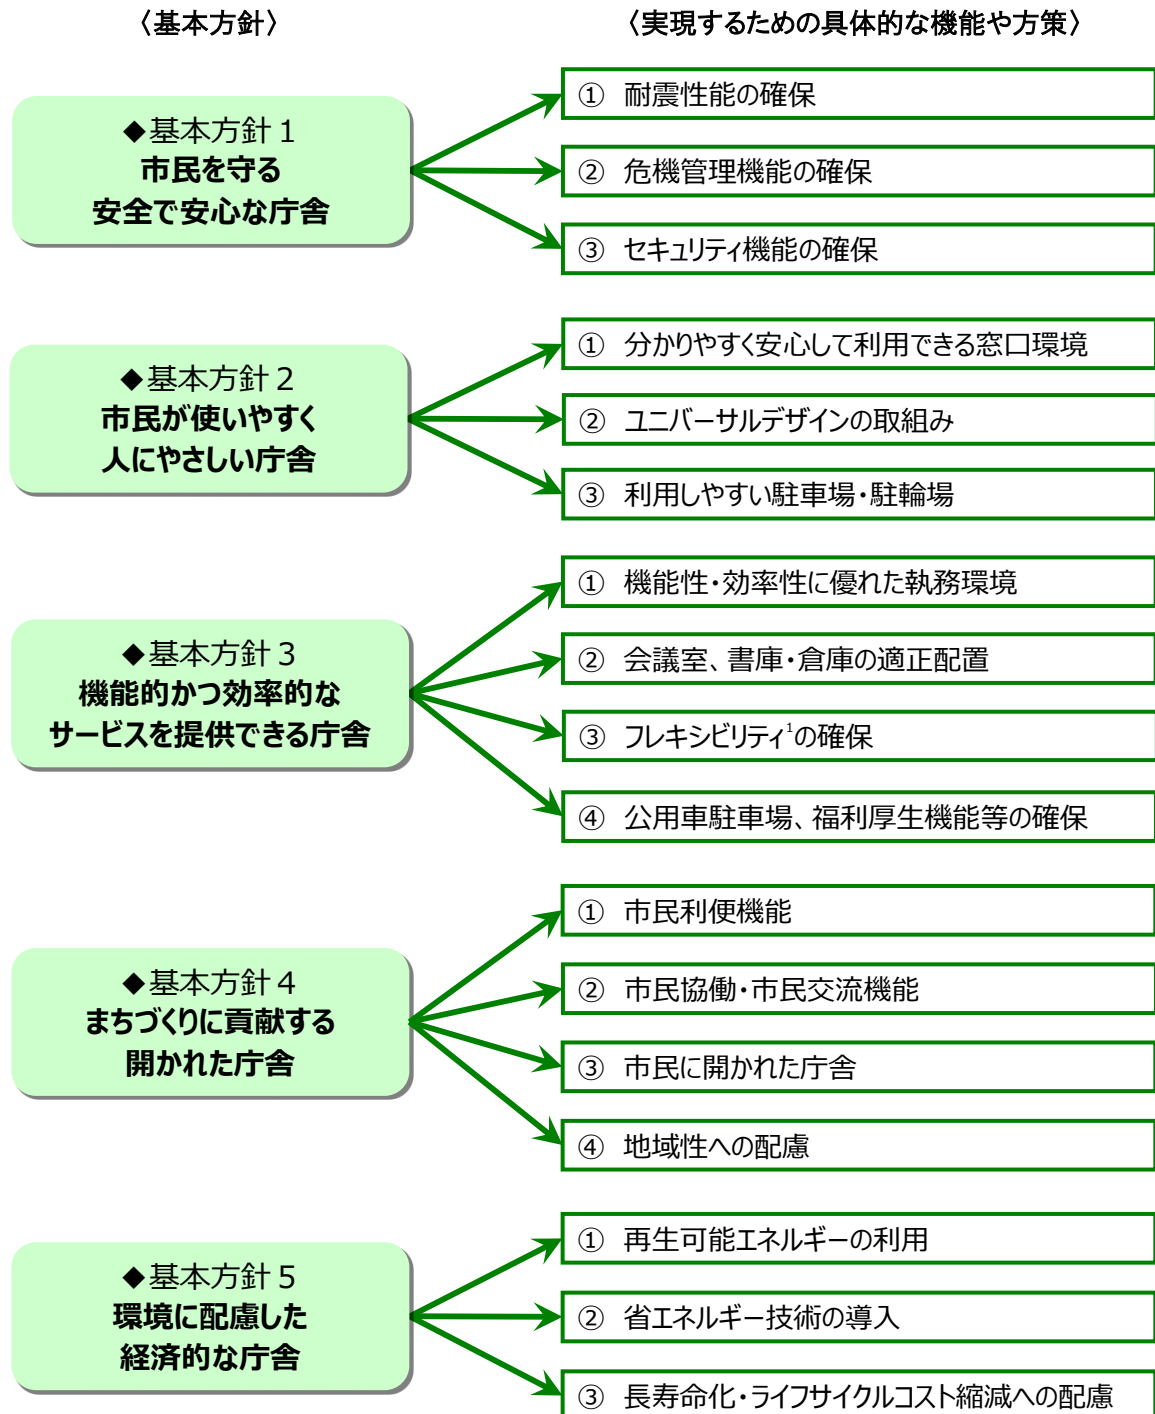 〈基本方針〉
〈実現するための具体的な機能や方策〉
◆基本方針１
市民を守る
安全で安心な庁舎
① 耐震性能の確保
② 危機管理機能の確保
③ セキュリティ機能の確保
◆基本方針２
市民が使いやすく
人にやさしい庁舎
① 分かりやすく安心して利用できる窓口環境
② ユニバーサルデザインの取組み
③ 利用しやすい駐車場・駐輪場
◆基本方針３
機能的かつ効率的な
サービスを提供できる庁舎
① 機能性・効率性に優れた執務環境
② 会議室、書庫・倉庫の適正配置
③ フレキシビリティ¹の確保
④ 公用車駐車場、福利厚生機能等の確保
◆基本方針４
まちづくりに貢献する
開かれた庁舎
① 市民利便機能
② 市民協働・市民交流機能
③ 市民に開かれた庁舎
④ 地域性への配慮
◆基本方針５
環境に配慮した
経済的な庁舎
① 再生可能エネルギーの利用
② 省エネルギー技術の導入
③ 長寿命化・ライフサイクルコスト縮減への配慮